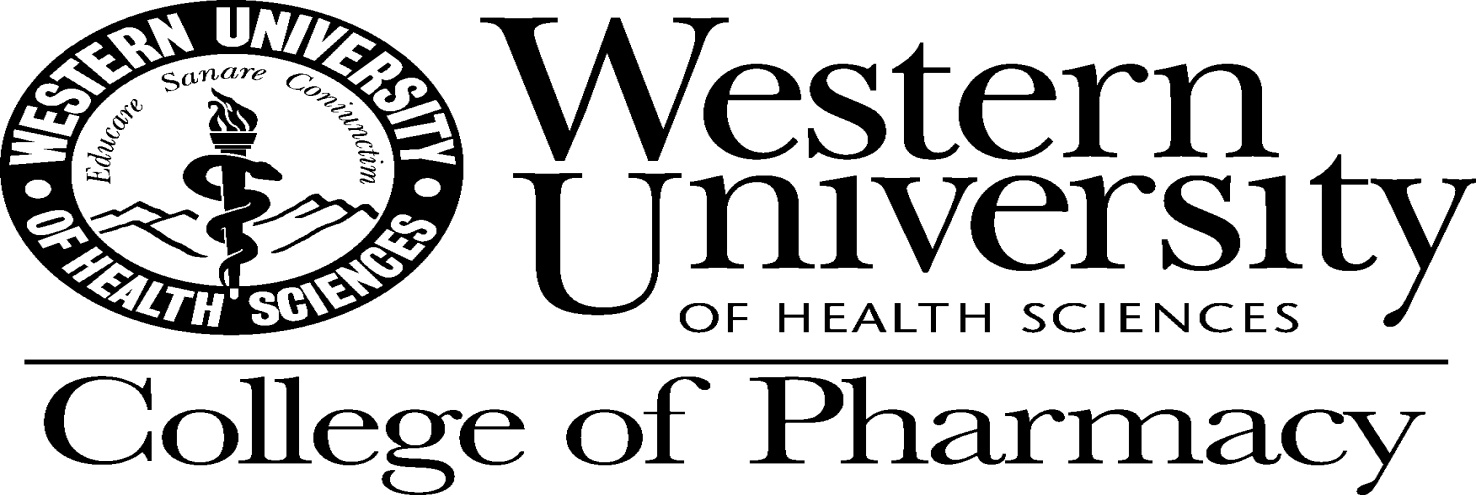 WESTERN UNIVERSITY
Educare Sanare Coniunctim
OF HEALTH SCIENCES
Western
University
OF HEALTH SCIENCES
College of Pharmacy